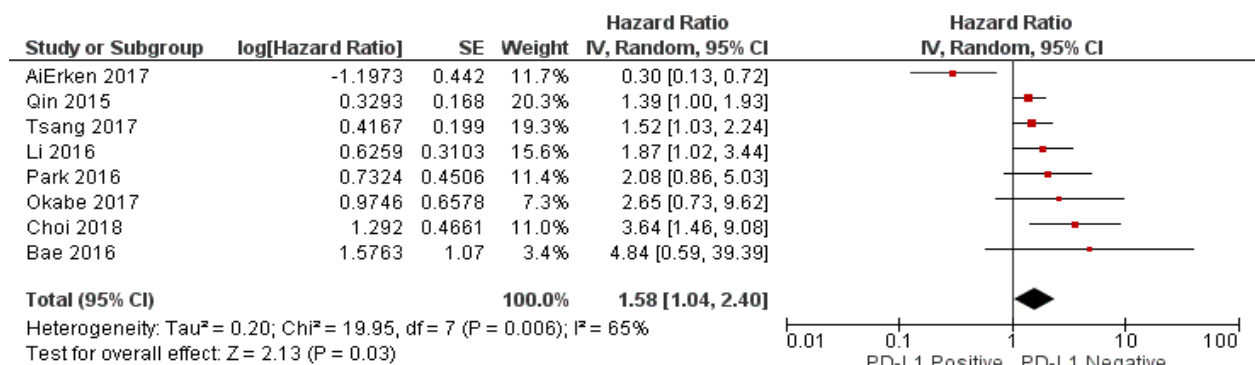 Hazard Ratio Hazard Ratio
Study or Subgroup log[Hazard Ratio] SE Weight IV, Random, 95% CI IV, Random, 95% CI
AiErken 2017 -1.1973 0.442 11.7% 0.30 [0.13, 0.72]
Qin 2015 0.3293 0.168 20.3% 1.39 [1.00, 1.93]
Tsang 2017 0.4167 0.199 19.3% 1.52 [1.03, 2.24]
Li 2016 0.6259 0.3103 15.6% 1.87 [1.02, 3.44]
Park 2016 0.7324 0.4506 11.4% 2.08 [0.86, 5.03]
Okabe 2017 0.9746 0.6578 7.3% 2.65 [0.73, 9.62]
Choi 2018 1.292 0.4661 11.0% 3.64 [1.46, 9.08]
Bae 2016 1.5763 1.07 3.4% 4.84 [0.59, 39.39]
Total (95% CI) 100.0% 1.58 [1.04, 2.40]
Heterogeneity: Tau² = 0.20; Chi² = 19.95, df = 7 (P = 0.006); I² = 65%
Test for overall effect: Z = 2.13 (P = 0.03)
0.01 0.1 1 10 100
PD-L1 Positive PD-L1 Negative